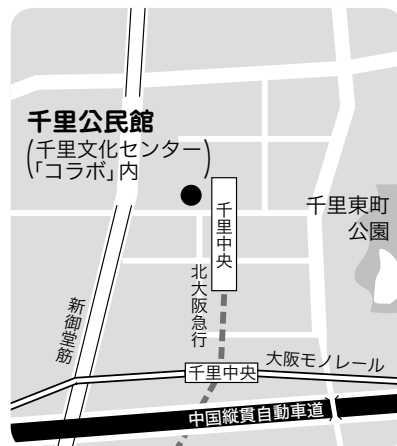 千里公民館
(千里文化センター
「コラボ」内)
千里中央
千里東町
公園
北大阪急行
新御堂筋
大阪モノレール
千里中央
中国縦貫自動車道